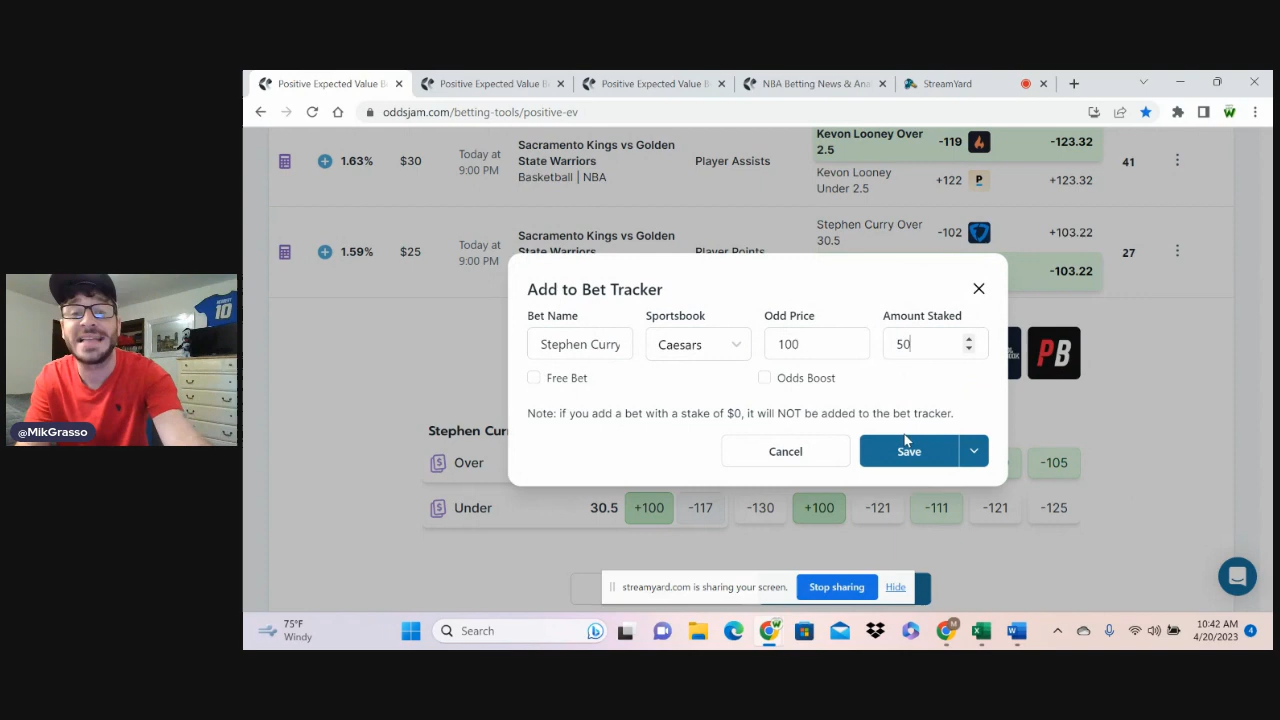 Positive Expected Value B
Positive Expected Value Be
Positive Expected Value B
NBA Betting News & Ana
StreamYard
oddsjam.com/betting-tools/positive-ev
1.63%
$30
Today at
9:00 PM
Sacramento Kings vs Golden
State Warriors
Basketball | NBA
Player Assists
Kevon Looney Over
2.5
-119
-123.32
Kevon Looney
Under 2.5
+122
+123.32
41
1.59%
$25
Today at
9:00 PM
Sacramento Kings vs Golden
State Warriors
Player Points
Stephen Curry Over
30.5
-102
+103.22
-103.22
27
Add to Bet Tracker
Bet Name
Sportsbook
Odd Price
Amount Staked
Stephen Curry
Caesars
100
50
Free Bet
Odds Boost
Note: if you add a bet with a stake of $0, it will NOT be added to the bet tracker.
Cancel
Save
PB
10
@MikGrasso
Stephen Curr
Over
-105
Under
30.5
+100
-117
-130
+100
-121
-111
-121
-125
streamyard.com is sharing your screen.
Stop sharing
Hide
75°F
Windy
Search
10:42 AM
4/20/2023
4